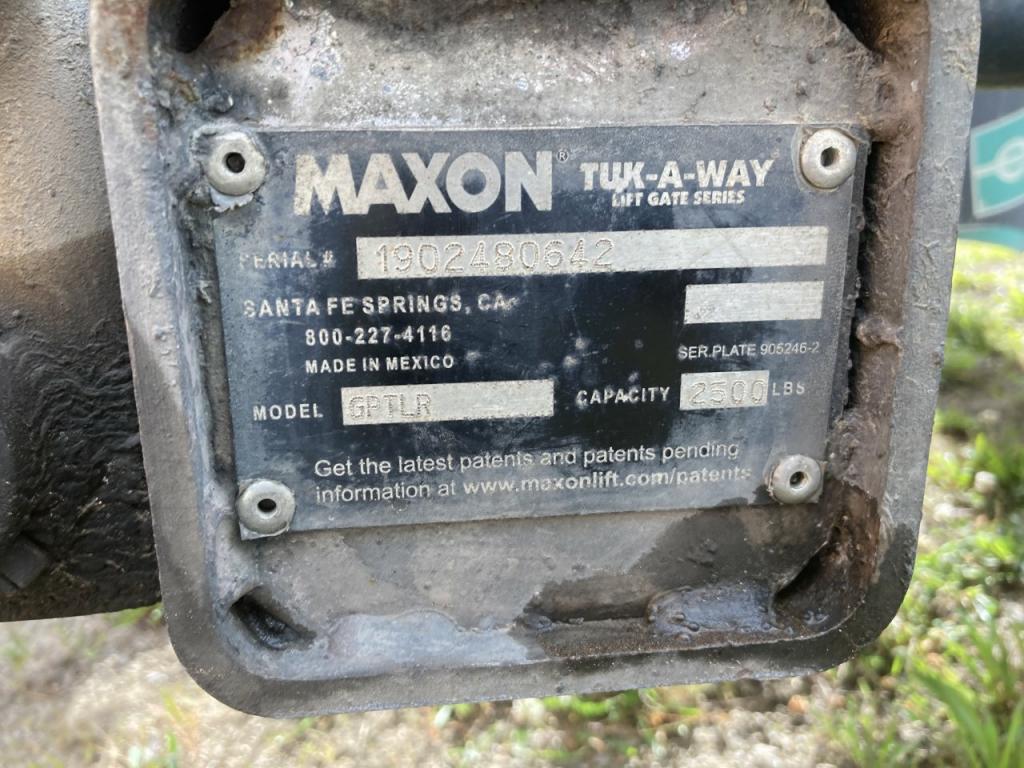 MAXON® TUK-A-WAY
LIFT GATE SERIES
SERIAL# 1902480642
SANTA FE SPRINGS, CA
800-227-4116
MADE IN MEXICO
SER.PLATE 905246-2
MODEL GPTLR CAPACITY 2500 LBS
Get the latest patents and patents pending
information at www.maxonlift.com/patents